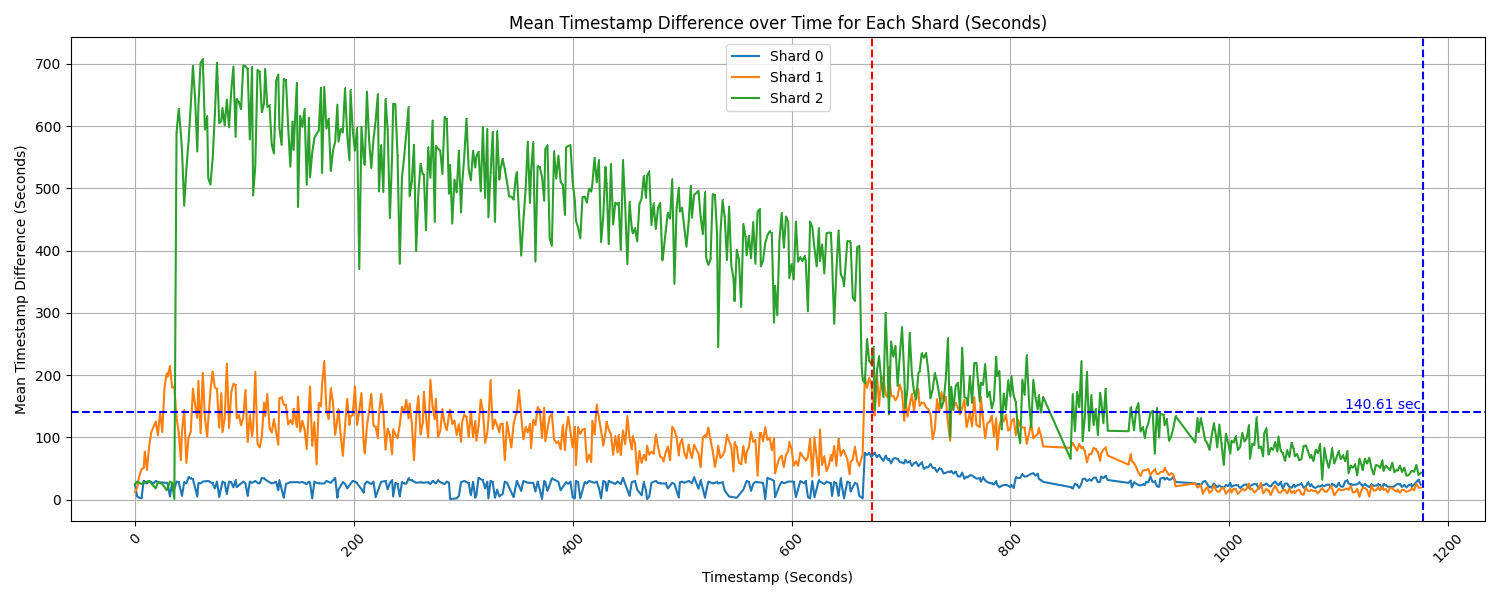 Mean Timestamp Difference over Time for Each Shard (Seconds)
Shard 0
Shard 1
Shard 2
Mean Timestamp Difference (Seconds)
700
600
500
400
300
200
100
0
140.61 sec
0
200
400
600
800
1000
1200
Timestamp (Seconds)